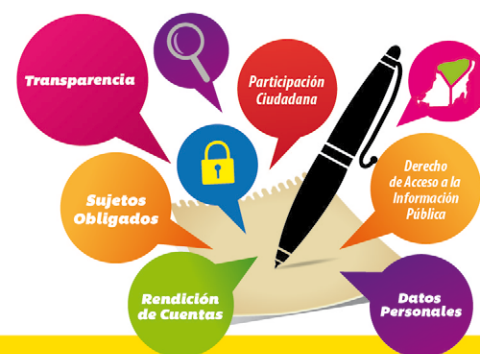 Transparencia
Participación
Ciudadana
Sujetos
Obligados
Derecho
de Acceso a la
Información
Pública
Rendición
de Cuentas
Datos
Personales